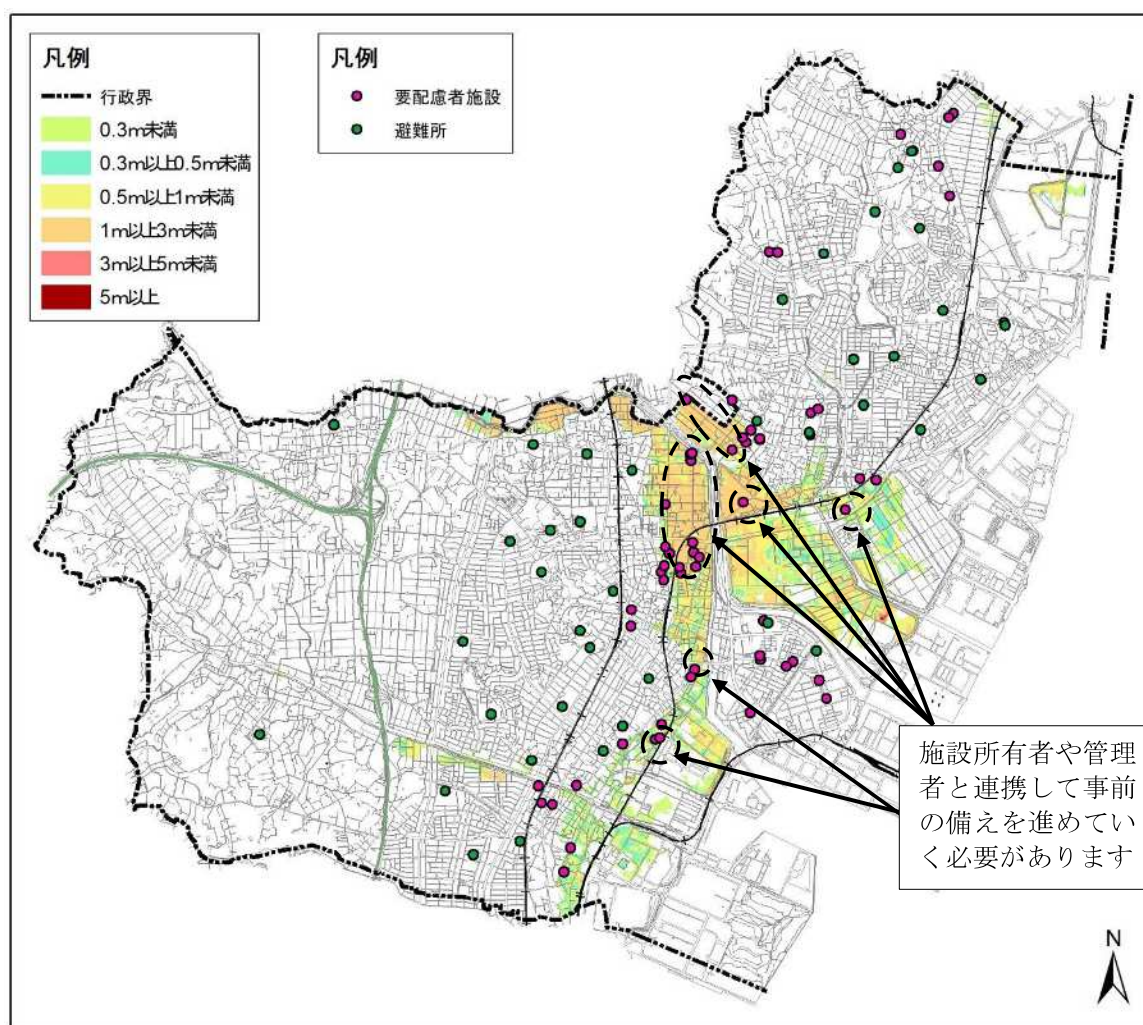 凡例
行政界
0.3m未満
0.3m以上0.5m未満
0.5m以上1m未満
1m以上3m未満
3m以上5m未満
5m以上
凡例
要配慮者施設
避難所
施設所有者や管理
者と連携して事前
の備えを進めてい
く必要があります
N